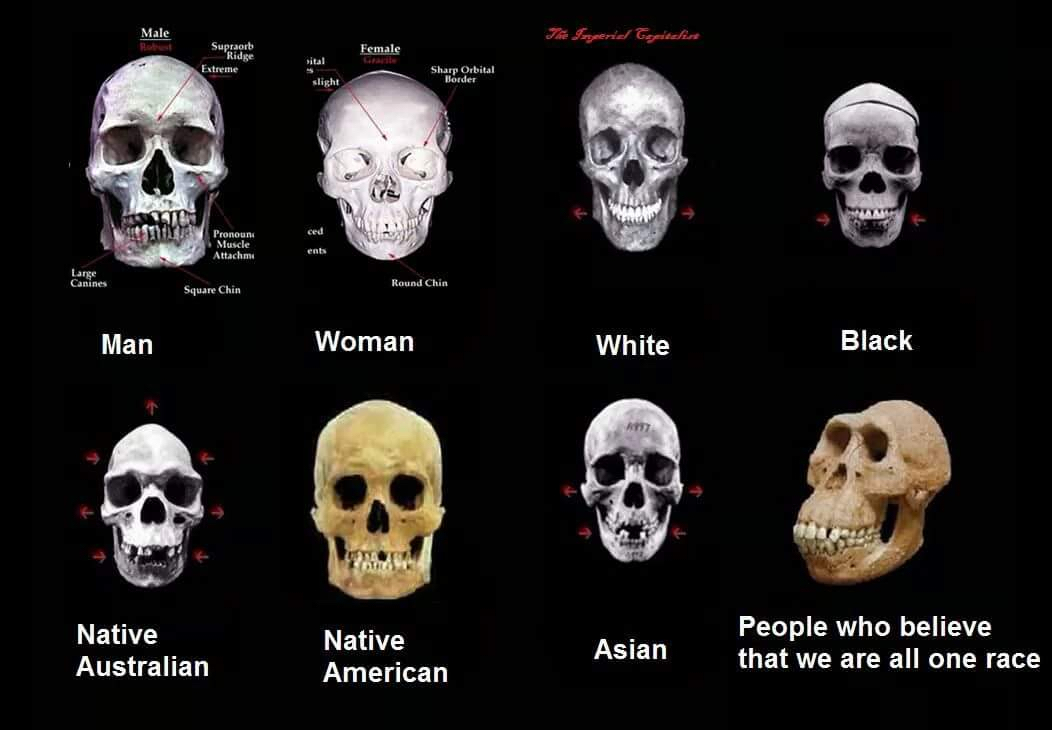 Male
Robust
Supraorb
Ridge
Extreme
Pronoun
Muscle
Attachm
Large
Canines
Square Chin
Female
Gracile
ital
slight
Sharp Orbital
Border
ced
ents
Round Chin
The Imperial Capitalist
Man
Woman
White
Black
A997
Native
Australian
Native
American
Asian
People who believe
that we are all one race